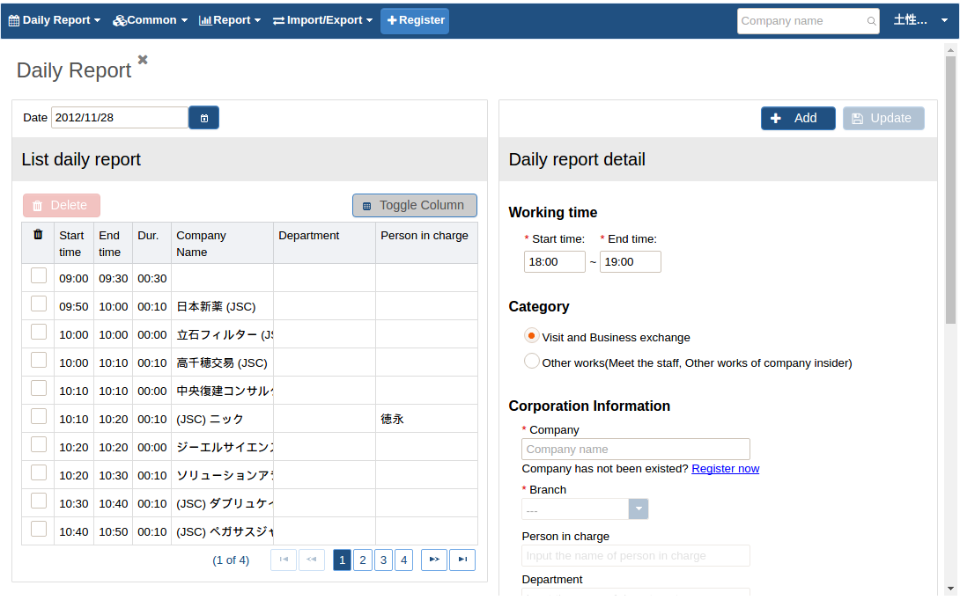 Daily Report Common Report Import/Export Register Company name 土性...
Daily Report
Date 2012/11/28
Add Update
List daily report
Daily report detail
Delete Toggle Column
Start time End time Dur. Company Name Department Person in charge
09:00 09:30 00:30
09:50 10:00 00:10 日本新薬 (JSC)
10:00 10:00 00:00 立石フィルター (JS
10:00 10:10 00:10 高千穂交易 (JSC)
10:10 10:10 00:00 中央復建コンサル
10:10 10:20 00:10 (JSC) ニック 徳永
10:20 10:20 00:00 ジーエルサイエン
10:20 10:30 00:10 ソリューションア
10:30 10:40 00:10 (JSC) ダブリュケイ
10:40 10:50 00:10 (JSC) ペガサスジャ
(1 of 4) 1 2 3 4
Working time
* Start time: * End time:
18:00 ~ 19:00
Category
Visit and Business exchange
Other works(Meet the staff, Other works of company insider)
Corporation Information
* Company
Company name
Company has not been existed? Register now
* Branch
---
Person in charge
Input the name of person in charge
Department